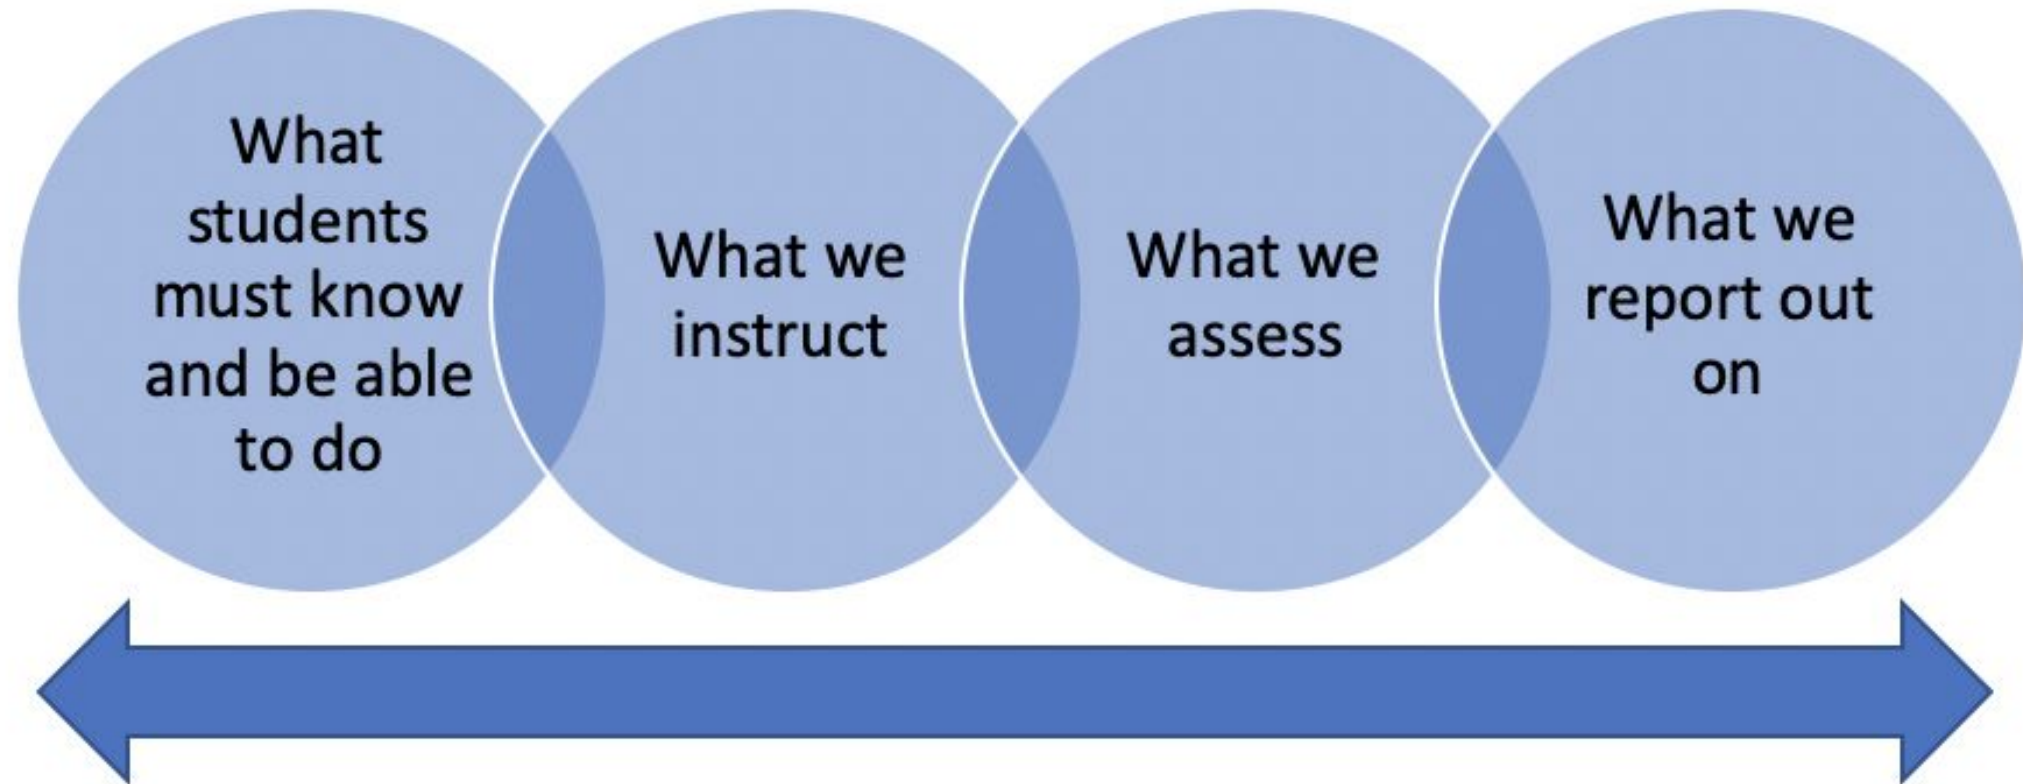 What
students
must know
and be able
to do
What we
instruct
What we
assess
What we
report out
on